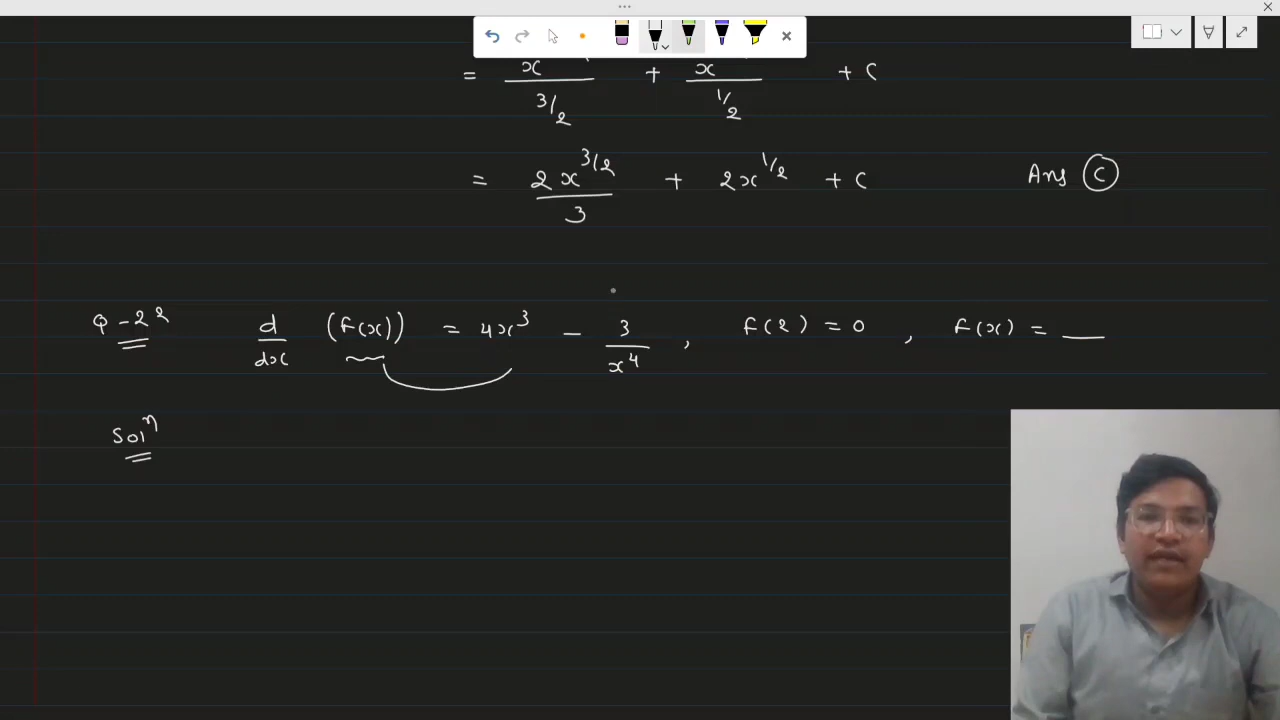 = x / 3/2 + x / 1/2 + C
= 2x^3/2 / 3 + 2x^1/2 + C Ans (C)
Q-22 d/dx (f(x)) = 4x^3 - 3/x^4 , f(2) = 0 , f(x) = __
Sol^n